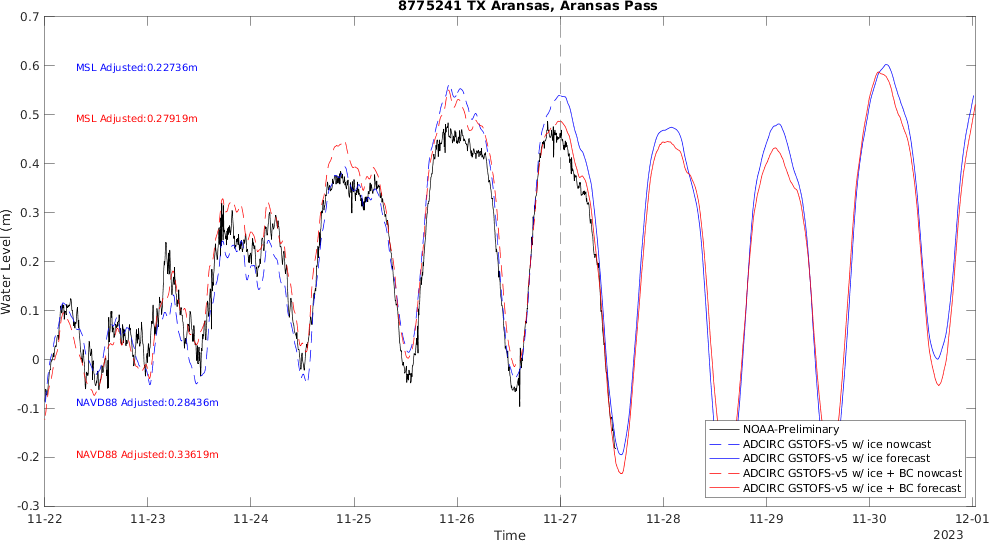 8775241 TX Aransas, Aransas Pass
0.7
0.6
0.5
0.4
0.3
0.2
0.1
0
-0.1
-0.2
-0.3
Water Level (m)
MSL Adjusted:0.22736m
MSL Adjusted:0.27919m
NAVD88 Adjusted:0.28436m
NAVD88 Adjusted:0.33619m
NOAA-Preliminary
ADCIRC GSTOFS-v5 w/ ice nowcast
ADCIRC GSTOFS-v5 w/ ice forecast
ADCIRC GSTOFS-v5 w/ ice + BC nowcast
ADCIRC GSTOFS-v5 w/ ice + BC forecast
11-22 11-23 11-24 11-25 11-26 11-27 11-28 11-29 11-30 12-01
Time
2023